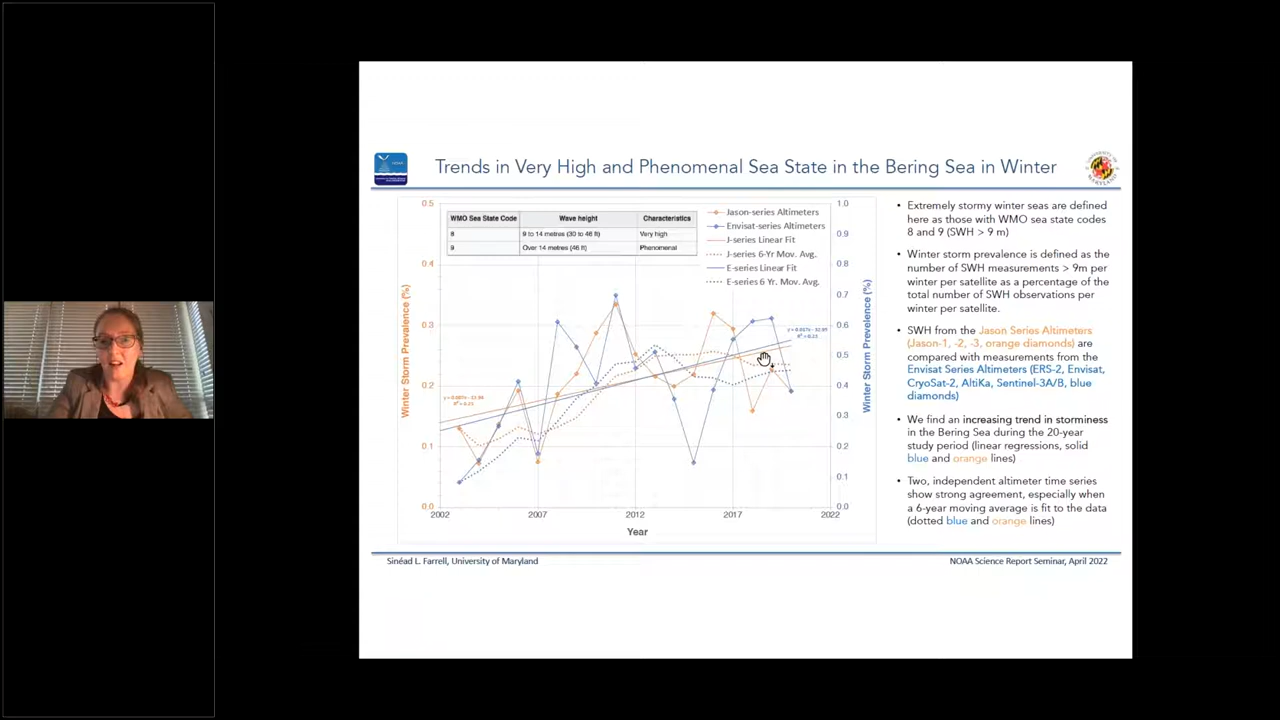 Trends in Very High and Phenomenal Sea State in the Bering Sea in Winter
NOAA
UNIVERSITY OF
MARYLAND
WMO Sea State Code Wave height Characteristics
8 9 to 14 metres (30 to 46 ft) Very high
9 Over 14 metres (46 ft) Phenomenal
Jason-series Altimeters
Envisat-series Altimeters
J-series Linear Fit
J-series 6-Yr Mov. Avg.
E-series Linear Fit
E-series 6 Yr. Mov. Avg.
0.5
0.4
0.3
0.2
0.1
0.0
Winter Storm Prevalence (%)
1.0
0.9
0.8
0.7
0.6
0.5
0.4
0.3
0.2
0.1
0.0
Winter Storm Prevelence (%)
2002 2007 2012 2017 2022
Year
• Extremely stormy winter seas are defined
here as those with WMO sea state codes
8 and 9 (SWH > 9 m)
• Winter storm prevalence is defined as the
number of SWH measurements > 9m per
winter per satellite as a percentage of the
total number of SWH observations per
winter per satellite.
• SWH from the Jason Series Altimeters
(Jason-1, -2, -3, orange diamonds) are
compared with measurements from the
Envisat Series Altimeters (ERS-2, Envisat,
CryoSat-2, AltiKa, Sentinel-3A/B, blue
diamonds)
• We find an increasing trend in storminess
in the Bering Sea during the 20-year
study period (linear regressions, solid
blue and orange lines)
• Two, independent altimeter time series
show strong agreement, especially when
a 6-year moving average is fit to the data
(dotted blue and orange lines)
Sinéad L. Farrell, University of Maryland
NOAA Science Report Seminar, April 2022